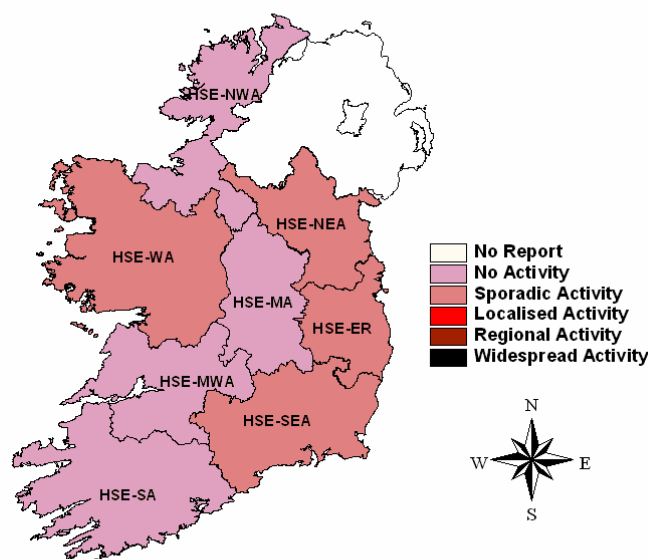 HSE-NWA
HSE-NEA
HSE-WA
HSE-MA
HSE-ER
HSE-MWA
HSE-SEA
HSE-SA
No Report
No Activity
Sporadic Activity
Localised Activity
Regional Activity
Widespread Activity
N
W E
S